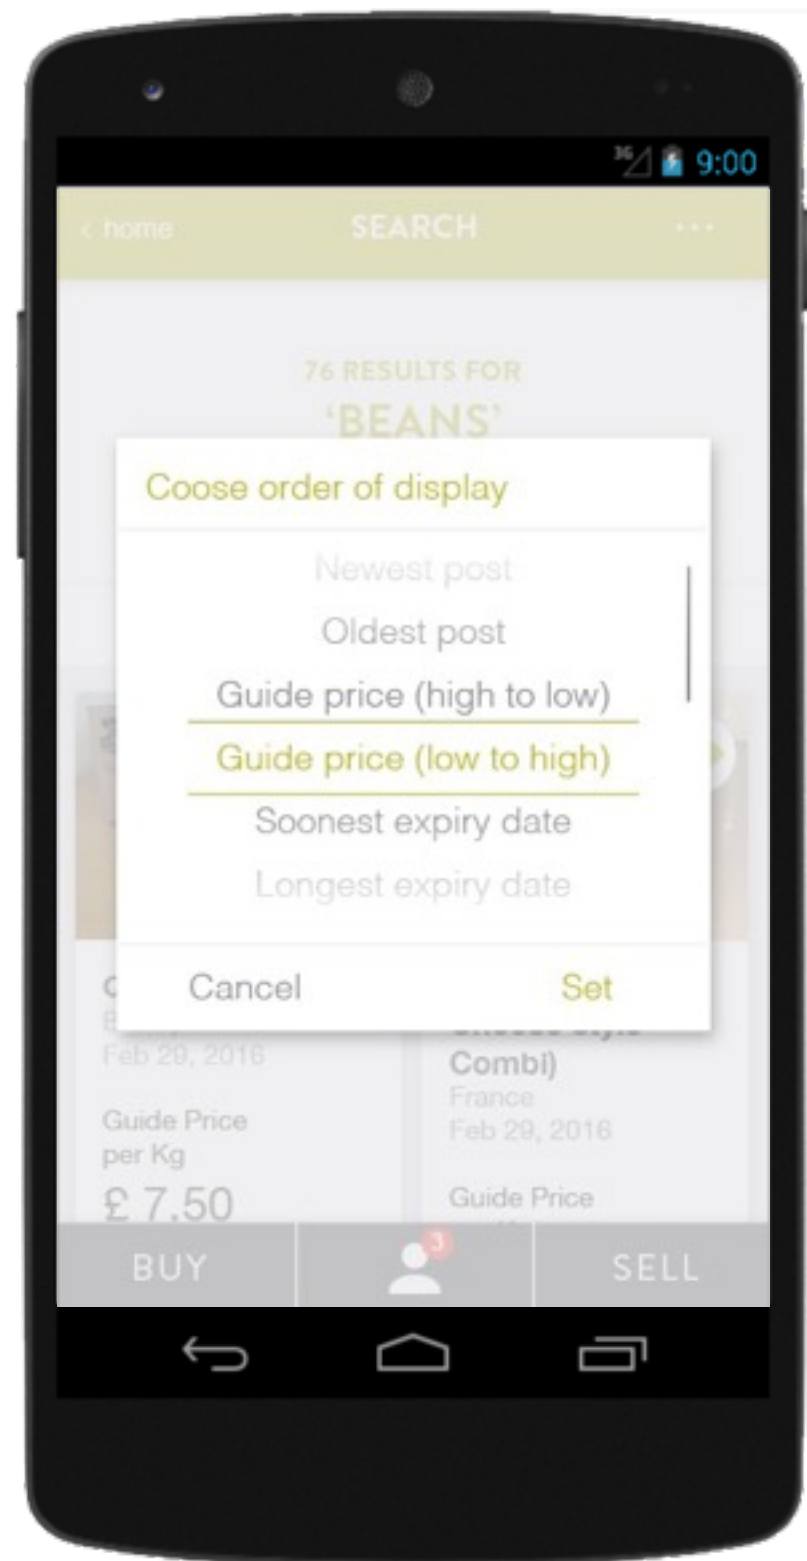 3G 9:00
< home SEARCH ...
76 RESULTS FOR
‘BEANS’
Coose order of display
Newest post
Oldest post
Guide price (high to low)
Guide price (low to high)
Soonest expiry date
Longest expiry date
Cancel Set
Feb 29, 2016
Combi)
France
Feb 29, 2016
Guide Price
per Kg
£ 7.50
Guide Price
BUY 3 SELL